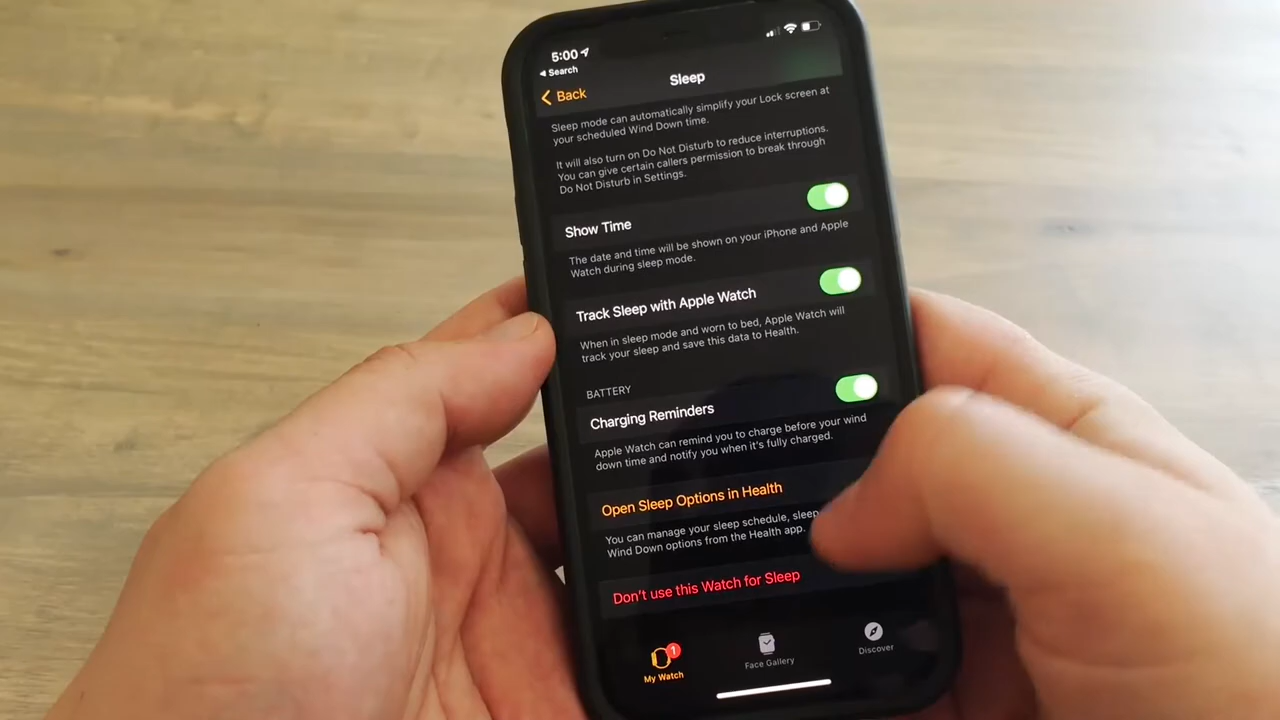 5:00
Search
Back
Sleep
Sleep mode can automatically simplify your Lock screen at
your scheduled Wind Down time.
It will also turn on Do Not Disturb to reduce interruptions.
You can give certain callers permission to break through
Do Not Disturb in Settings.
Show Time
The date and time will be shown on your iPhone and Apple
Watch during sleep mode.
Track Sleep with Apple Watch
When in sleep mode and worn to bed, Apple Watch will
track your sleep and save this data to Health.
BATTERY
Charging Reminders
Apple Watch can remind you to charge before your wind
down time and notify you when it's fully charged.
Open Sleep Options in Health
You can manage your sleep schedule, sleep
Wind Down options from the Health app.
Don't use this Watch for Sleep
1
My Watch
Face Gallery
Discover